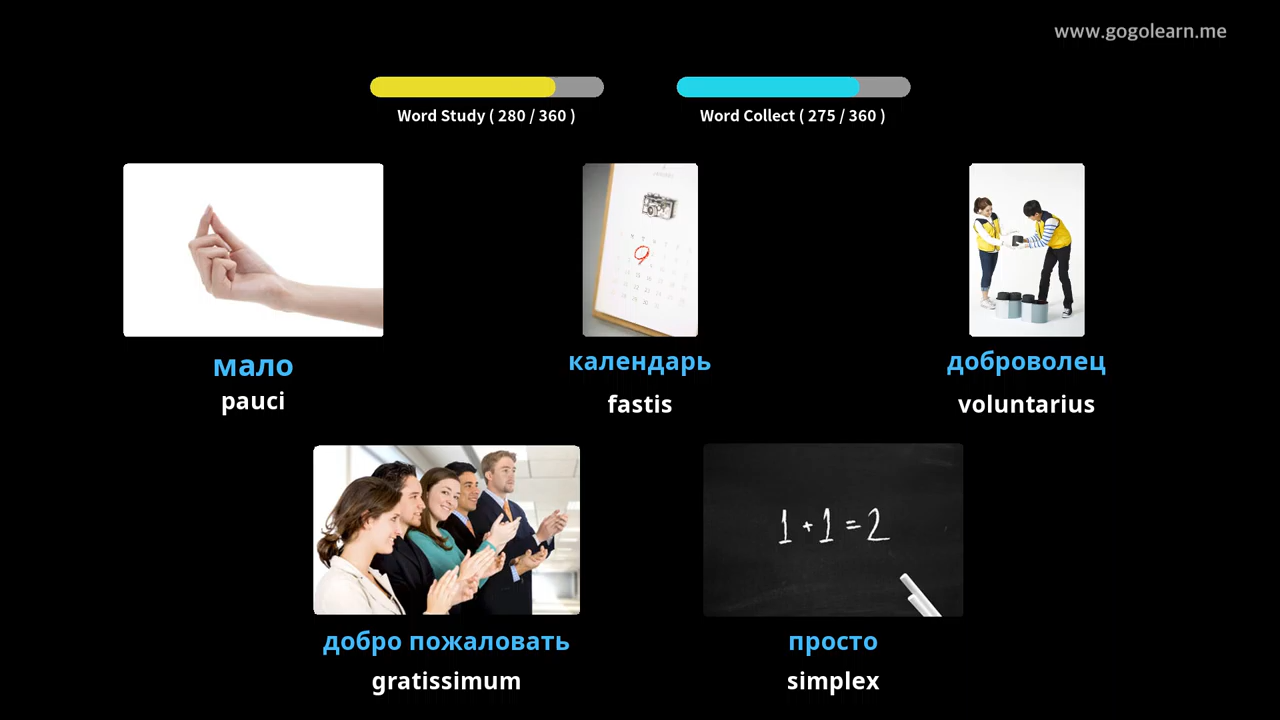 www.gogolearn.me
Word Study ( 280 / 360 )
Word Collect ( 275 / 360 )
мало
pauci
календарь
fastis
доброволец
voluntarius
9
добро пожаловать
gratissimum
1 + 1 = 2
просто
simplex